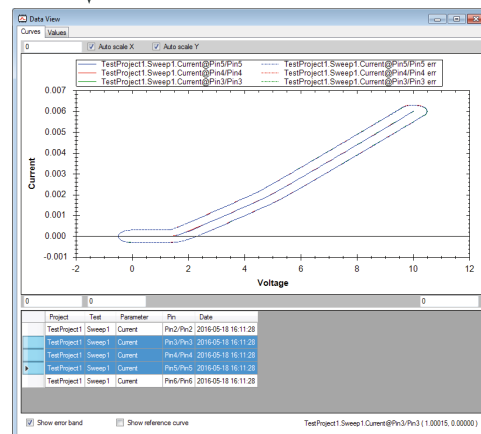 Data View
Curves Values
0 Auto scale X Auto scale Y
TestProject1.Sweep1.Current@Pin5/Pin5 TestProject1.Sweep1.Current@Pin5/Pin5 err
TestProject1.Sweep1.Current@Pin4/Pin4 TestProject1.Sweep1.Current@Pin4/Pin4 err
TestProject1.Sweep1.Current@Pin3/Pin3 TestProject1.Sweep1.Current@Pin3/Pin3 err
0.007
0.006
0.005
0.004
0.003
0.002
0.001
0.000
-0.001
Current
-2 0 2 4 6 8 10 12
Voltage
0 0 0
Project Test Parameter Pin Date
TestProject1 Sweep1 Current Pin2/Pin2 2016-05-18 16:11:28
TestProject1 Sweep1 Current Pin3/Pin3 2016-05-18 16:11:28
TestProject1 Sweep1 Current Pin4/Pin4 2016-05-18 16:11:28
TestProject1 Sweep1 Current Pin5/Pin5 2016-05-18 16:11:28
TestProject1 Sweep1 Current Pin6/Pin6 2016-05-18 16:11:28
Show error band Show reference curve TestProject1.Sweep1.Current@Pin3/Pin3 ( 1.00015, 0.00000 )